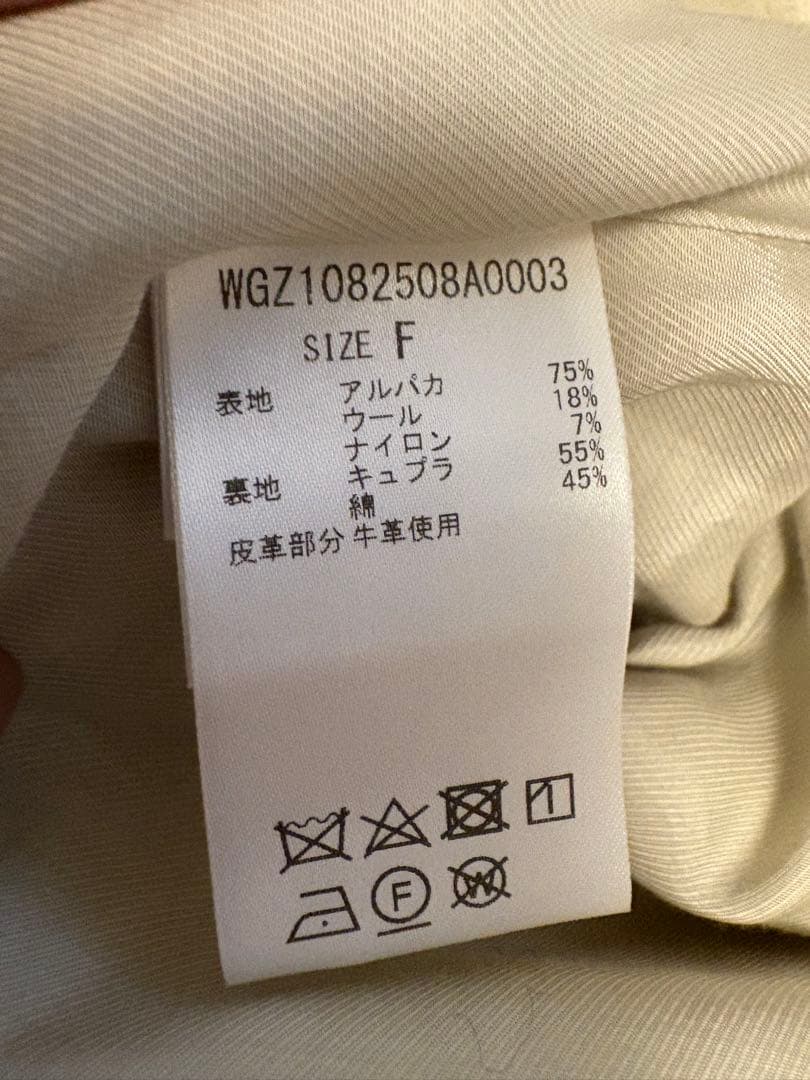 WGZ1082508A0003
SIZE F
表地 アルパカ 75%
ウール 18%
ナイロン 7%
裏地 キュプラ 55%
綿 45%
皮革部分 牛革使用
F
W